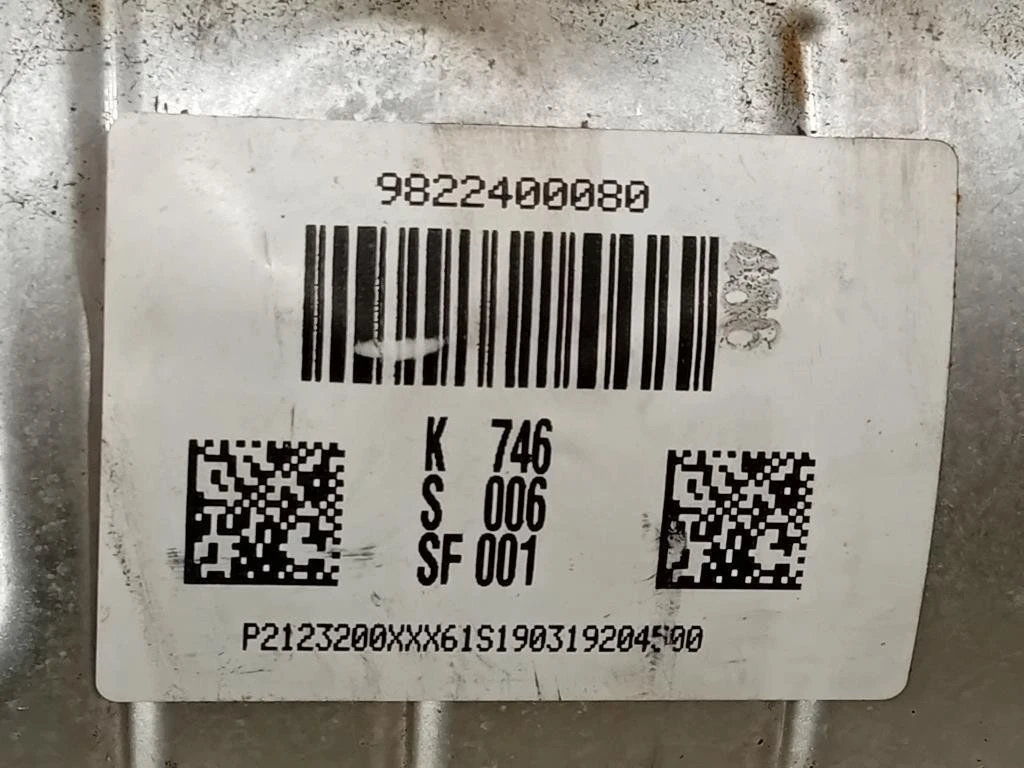 9822400080
K 746
S 006
SF 001
P2123200XXX61S190319204500